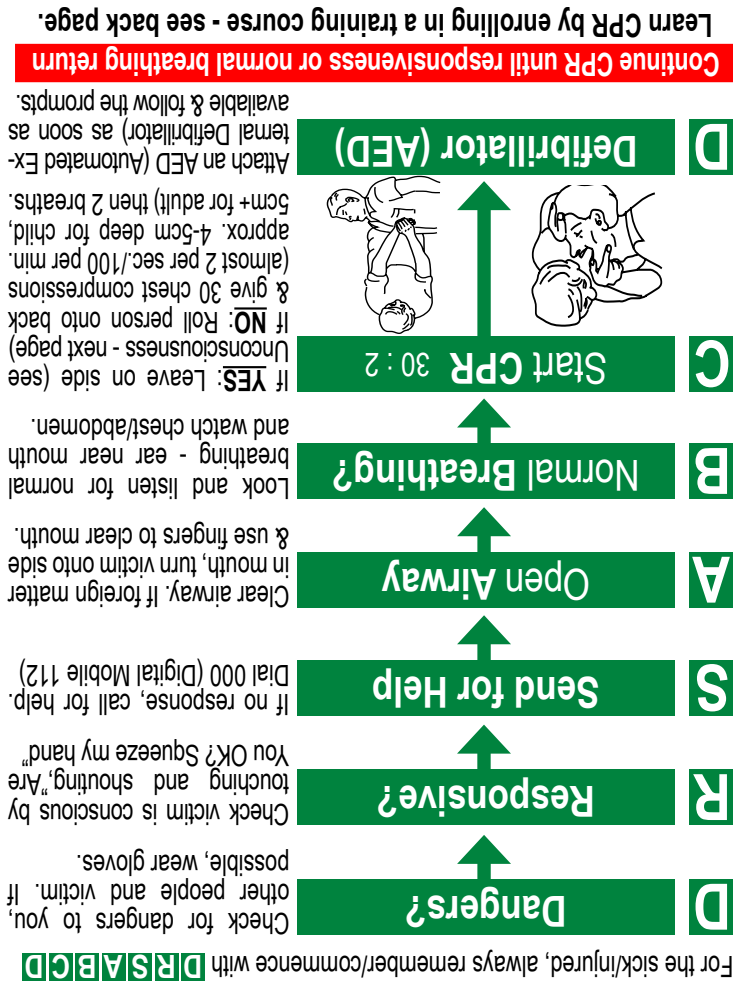 For the sick/injured, always remember/commence with D R S A B C D
D
Dangers?
Check for dangers to you,
other people and victim. If
possible, wear gloves.
R
Responsive?
Check victim is conscious by
touching and shouting,"Are
You OK? Squeeze my hand"
S
Send for Help
If no response, call for help.
Dial 000 (Digital Mobile 112)
A
Open Airway
Clear airway. If foreign matter
in mouth, turn victim onto side
& use fingers to clear mouth.
B
Normal Breathing?
Look and listen for normal
breathing - ear near mouth
and watch chest/abdomen.
C
Start CPR 30 : 2
If YES: Leave on side (see
Unconsciousness - next page)
If NO: Roll person onto back
& give 30 chest compressions
(almost 2 per sec./100 per min.
approx. 4-5cm deep for child,
5cm+ for adult) then 2 breaths.
D
Defibrillator (AED)
Attach an AED (Automated Ex-
ternal Defibrillator) as soon as
available & follow the prompts.
Continue CPR until responsiveness or normal breathing return
Learn CPR by enrolling in a training course - see back page.